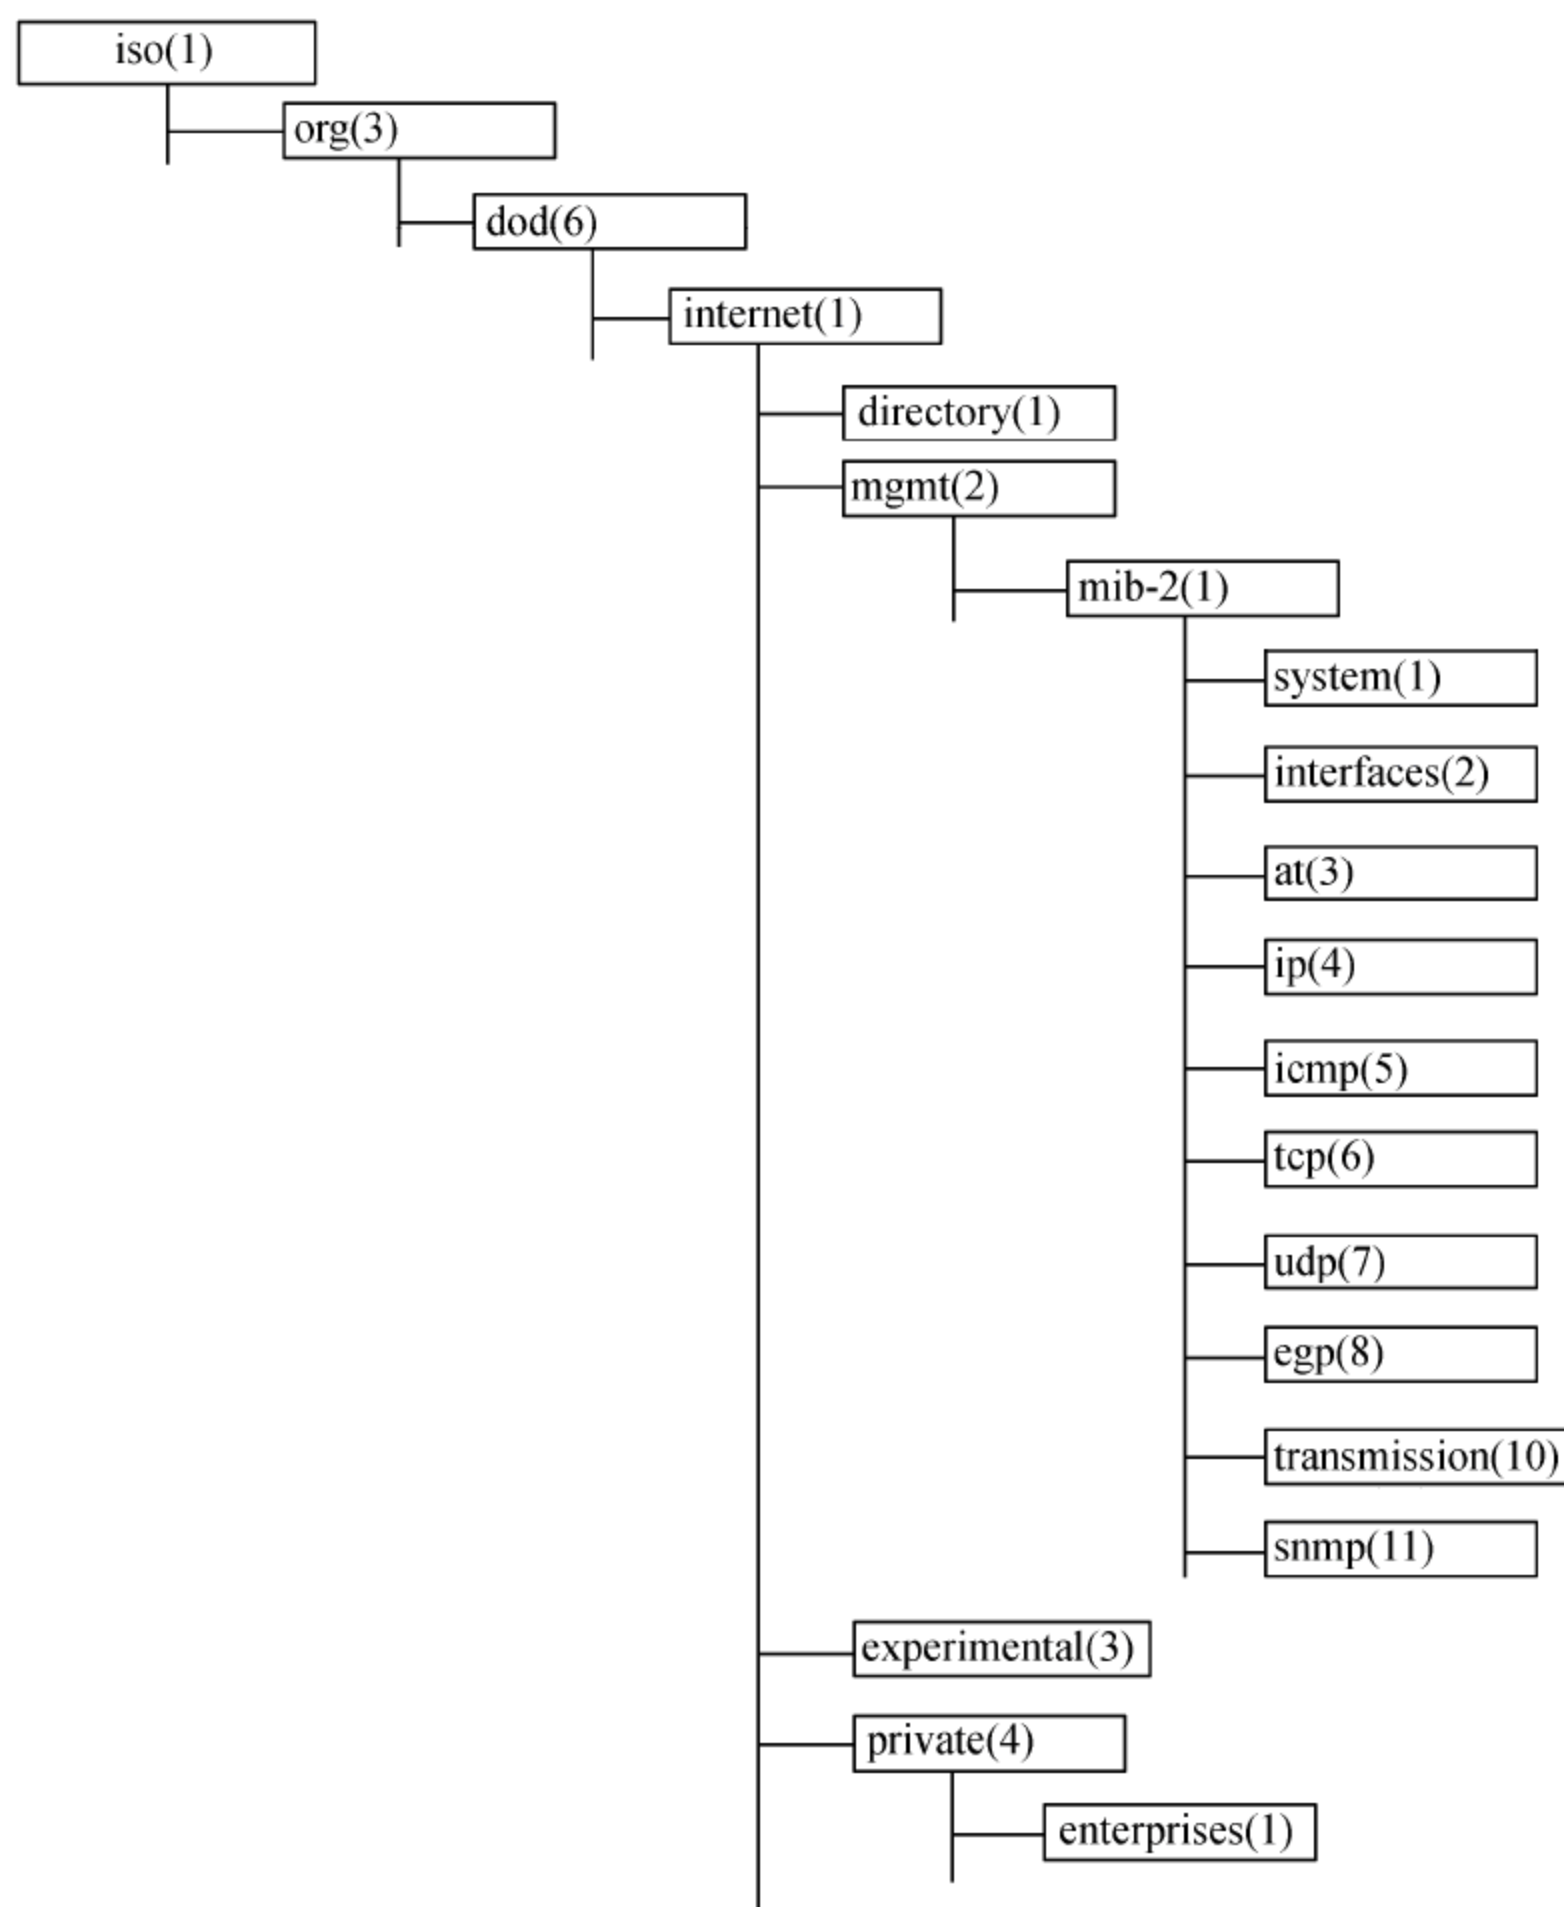 iso(1)
org(3)
dod(6)
internet(1)
directory(1)
mgmt(2)
mib-2(1)
system(1)
interfaces(2)
at(3)
ip(4)
icmp(5)
tcp(6)
udp(7)
egp(8)
transmission(10)
snmp(11)
experimental(3)
private(4)
enterprises(1)